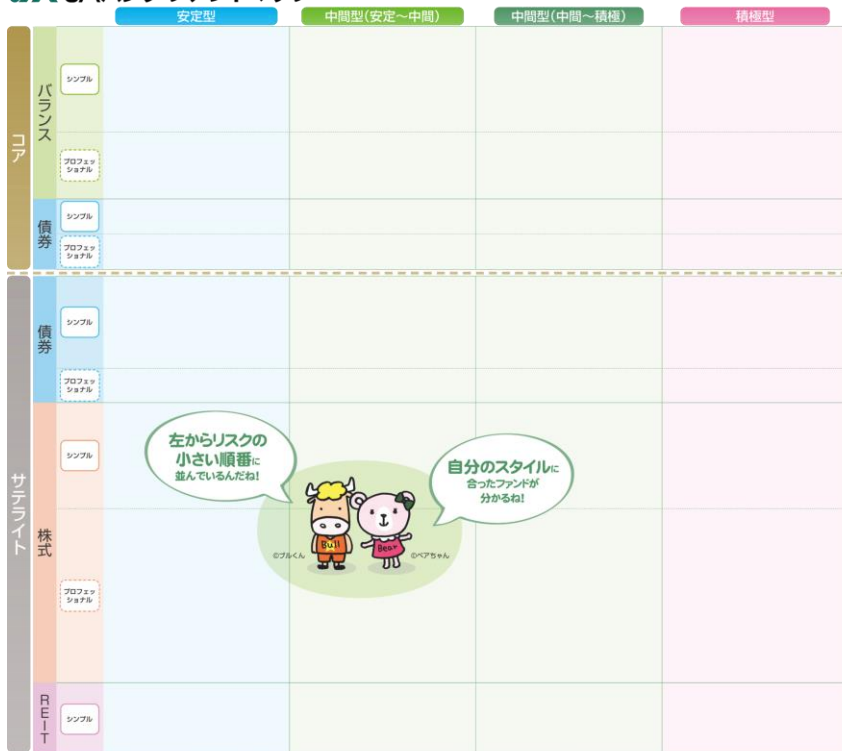 安定型
中間型(安定～中間)
中間型(中間～積極)
積極型
コア
バランス
シンプル
プロフェッ
ショナル
債券
シンプル
プロフェッ
ショナル
サテライト
債券
シンプル
プロフェッ
ショナル
株式
シンプル
プロフェッ
ショナル
左からリスクの
小さい順番に
並んでいるんだね!
自分のスタイルに
合ったファンドが
分かるね!
Bull
Bear
©ブルくん
©ベアちゃん
REIT
シンプル